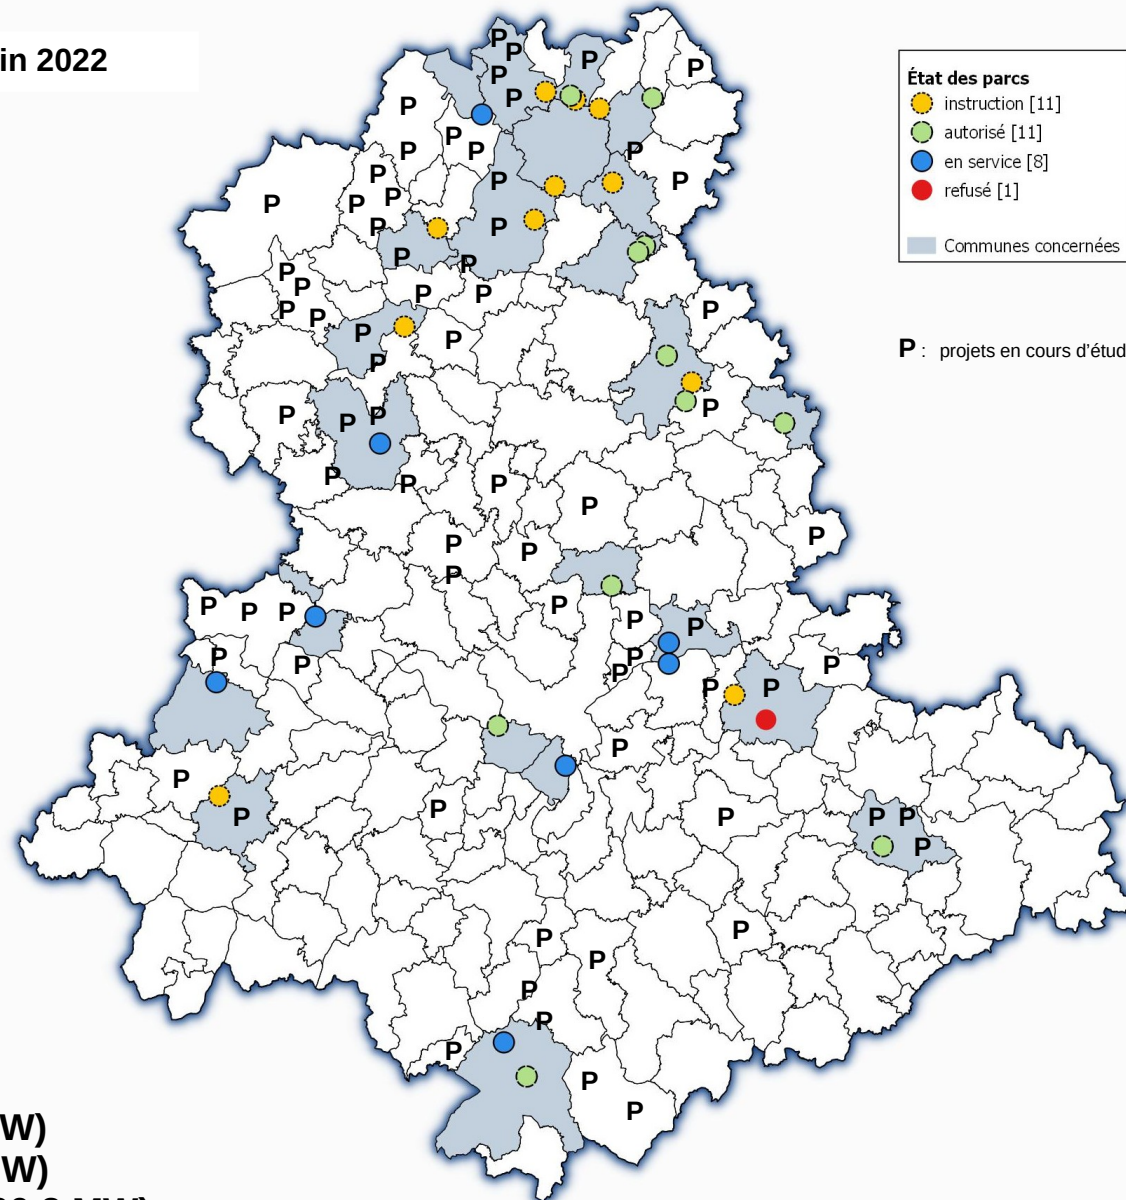 in 2022
État des parcs
instruction [11]
autorisé [11]
en service [8]
refusé [1]
Communes concernées
P : projets en cours d'étud
P P P P P P P P P P P P P P P P P P P P P P P P P P P P P P P P P P P P P P P P P P P P P P P P P P P P P P P P P P P P P P P P P P P P P P P P P P P P P
W)
W)